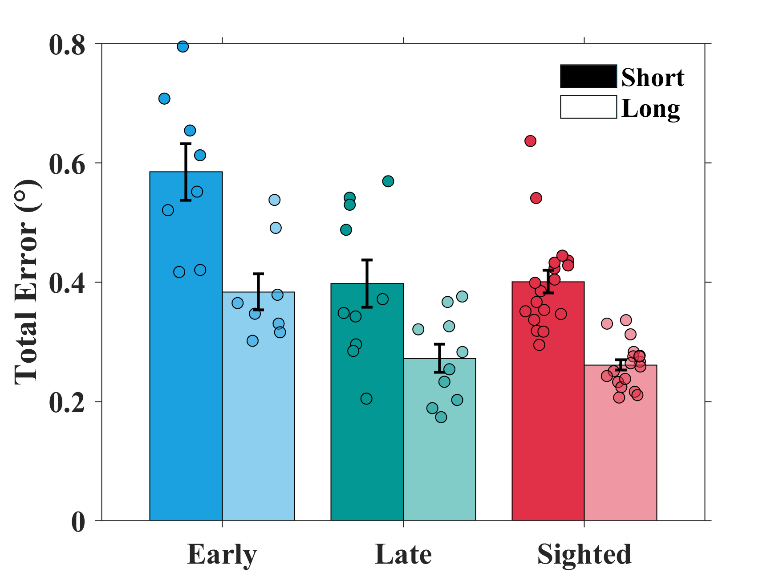 Total Error (°)
0.8
0.6
0.4
0.2
0
Short
Long
Early
Late
Sighted